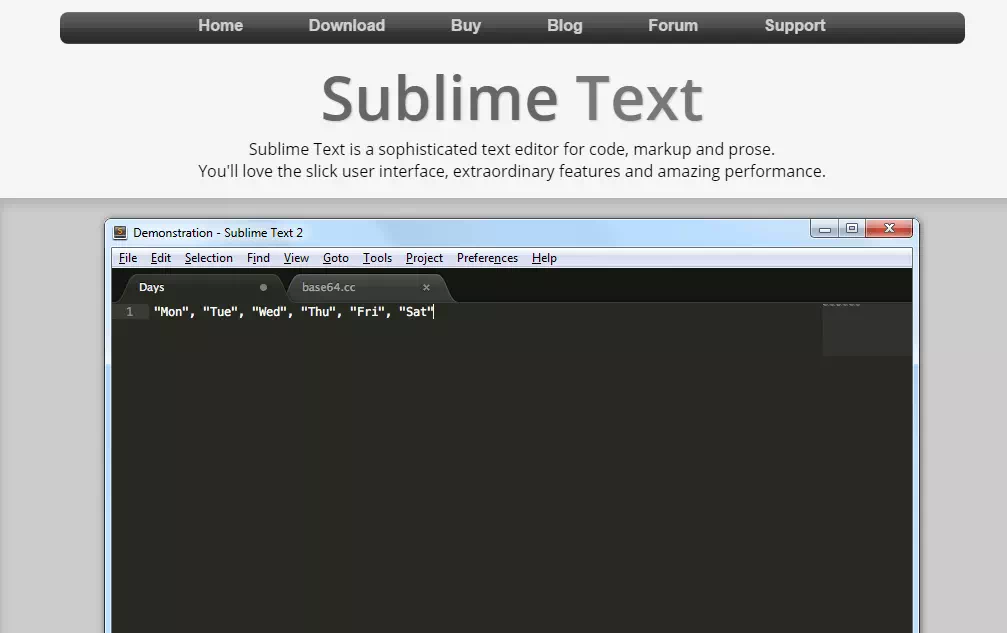 Home Download Buy Blog Forum Support
Sublime Text
Sublime Text is a sophisticated text editor for code, markup and prose.
You'll love the slick user interface, extraordinary features and amazing performance.
Demonstration - Sublime Text 2
File Edit Selection Find View Goto Tools Project Preferences Help
Days base64.cc
1 "Mon", "Tue", "Wed", "Thu", "Fri", "Sat"